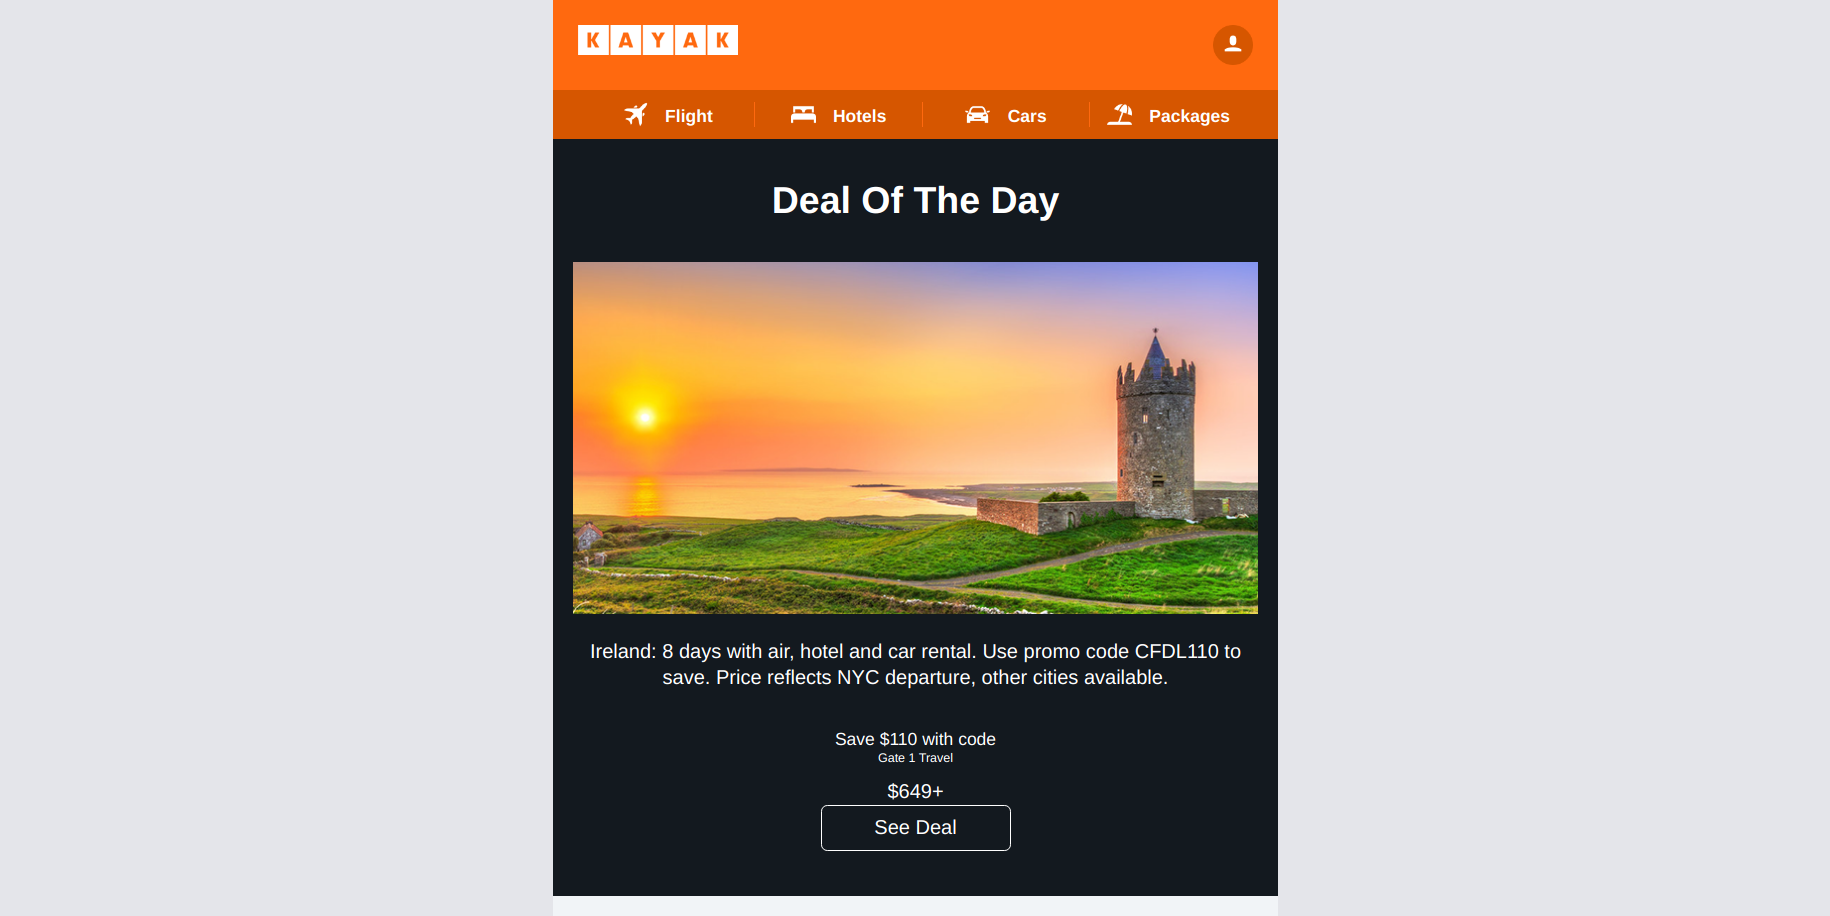 KAYAK
Flight
Hotels
Cars
Packages
Deal Of The Day
Ireland: 8 days with air, hotel and car rental. Use promo code CFDL110 to
save. Price reflects NYC departure, other cities available.
Save $110 with code
Gate 1 Travel
$649+
See Deal